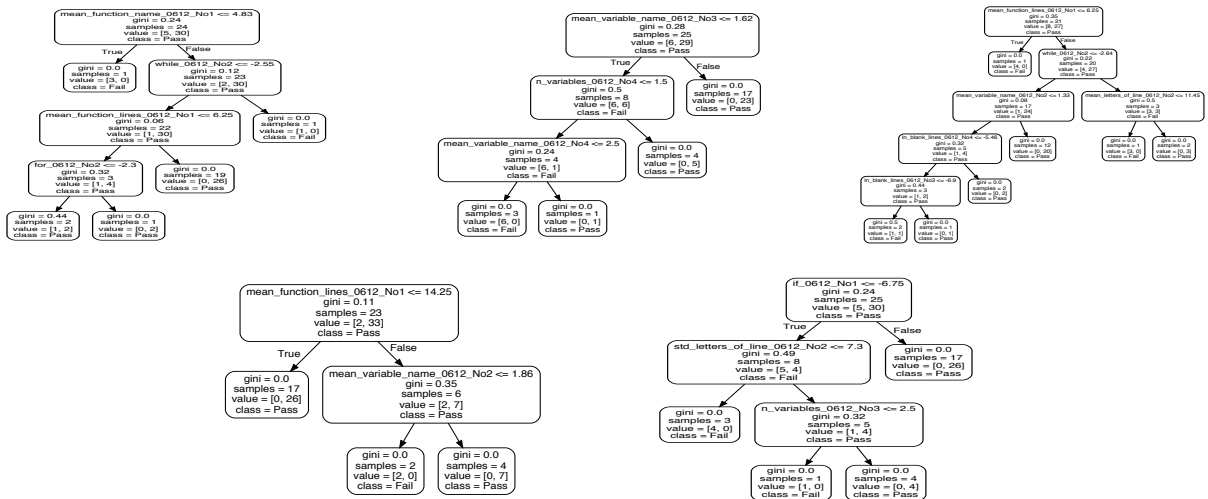 mean_function_name_0612_No1 <= 4.83
gini = 0.24
samples = 24
value = [5, 30]
class = Pass
True
False
gini = 0.0
samples = 1
value = [3, 0]
class = Fail
while_0612_No2 <= -2.55
gini = 0.12
samples = 23
value = [2, 30]
class = Pass
mean_function_lines_0612_No1 <= 6.25
gini = 0.06
samples = 22
value = [1, 30]
class = Pass
gini = 0.0
samples = 1
value = [1, 0]
class = Fail
for_0612_No2 <= -2.3
gini = 0.32
samples = 3
value = [1, 4]
class = Pass
gini = 0.0
samples = 19
value = [0, 26]
class = Pass
gini = 0.44
samples = 2
value = [1, 2]
class = Pass
gini = 0.0
samples = 1
value = [0, 2]
class = Pass
mean_variable_name_0612_No3 <= 1.62
gini = 0.28
samples = 25
value = [6, 29]
class = Pass
True
False
n_variables_0612_No4 <= 1.5
gini = 0.5
samples = 8
value = [6, 6]
class = Fail
gini = 0.0
samples = 17
value = [0, 23]
class = Pass
mean_variable_name_0612_No4 <= 2.5
gini = 0.24
samples = 4
value = [6, 1]
class = Fail
gini = 0.0
samples = 4
value = [0, 5]
class = Pass
gini = 0.0
samples = 3
value = [6, 0]
class = Fail
gini = 0.0
samples = 1
value = [0, 1]
class = Pass
mean_function_lines_0612_No1 <= 6.25
gini = 0.35
samples = 21
value = [8, 27]
class = Pass
True
False
gini = 0.0
samples = 1
value = [4, 0]
class = Fail
while_0612_No2 <= -2.64
gini = 0.22
samples = 20
value = [4, 27]
class = Pass
mean_variable_name_0612_No2 <= 1.33
gini = 0.08
samples = 17
value = [1, 24]
class = Pass
mean_letters_of_line_0612_No2 <= 11.45
gini = 0.5
samples = 3
value = [3, 3]
class = Fail
in_blank_lines_0612_No4 <= -5.46
gini = 0.32
samples = 5
value = [1, 4]
class = Pass
gini = 0.0
samples = 12
value = [0, 20]
class = Pass
gini = 0.0
samples = 1
value = [3, 0]
class = Fail
gini = 0.0
samples = 2
value = [0, 3]
class = Pass
in_blank_lines_0612_No3 <= -6.9
gini = 0.44
samples = 3
value = [1, 2]
class = Pass
gini = 0.0
samples = 2
value = [0, 2]
class = Pass
gini = 0.5
samples = 2
value = [1, 1]
class = Fail
gini = 0.0
samples = 1
value = [0, 1]
class = Pass
mean_function_lines_0612_No1 <= 14.25
gini = 0.11
samples = 23
value = [2, 33]
class = Pass
True
False
gini = 0.0
samples = 17
value = [0, 26]
class = Pass
mean_variable_name_0612_No2 <= 1.86
gini = 0.35
samples = 6
value = [2, 7]
class = Pass
gini = 0.0
samples = 2
value = [2, 0]
class = Fail
gini = 0.0
samples = 4
value = [0, 7]
class = Pass
if_0612_No1 <= -6.75
gini = 0.24
samples = 25
value = [5, 30]
class = Pass
True
False
std_letters_of_line_0612_No2 <= 7.3
gini = 0.49
samples = 8
value = [5, 4]
class = Fail
gini = 0.0
samples = 17
value = [0, 26]
class = Pass
gini = 0.0
samples = 3
value = [4, 0]
class = Fail
n_variables_0612_No3 <= 2.5
gini = 0.32
samples = 5
value = [1, 4]
class = Pass
gini = 0.0
samples = 1
value = [1, 0]
class = Fail
gini = 0.0
samples = 4
value = [0, 4]
class = Pass